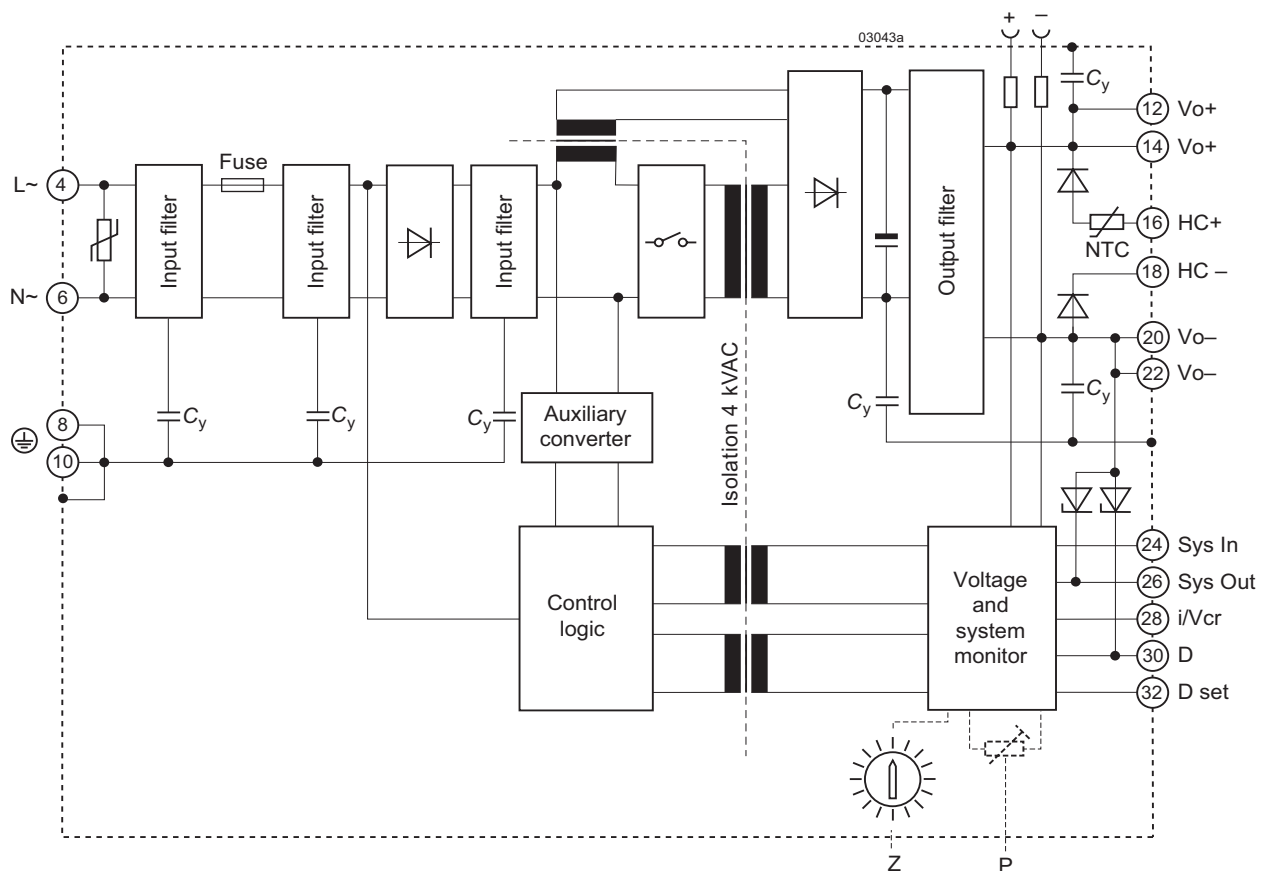 + –
03043a
Cy
12 Vo+
14 Vo+
Fuse
L~ 4
Input filter
Input filter
Input filter
Output filter
16 HC+
NTC
18 HC –
N~ 6
20 Vo–
22 Vo–
Isolation 4 kVAC
Cy
Cy
Cy
Cy
Cy
Auxiliary
converter
8
10
24 Sys In
26 Sys Out
Control
logic
Voltage
and
system
monitor
28 i/Vcr
30 D
32 D set
Z
P